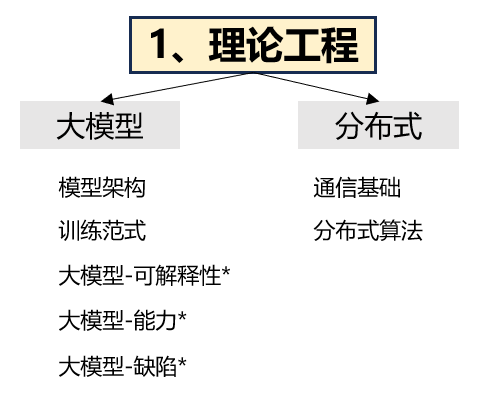 1、理论工程
大模型
分布式
模型架构
通信基础
训练范式
分布式算法
大模型-可解释性*
大模型-能力*
大模型-缺陷*